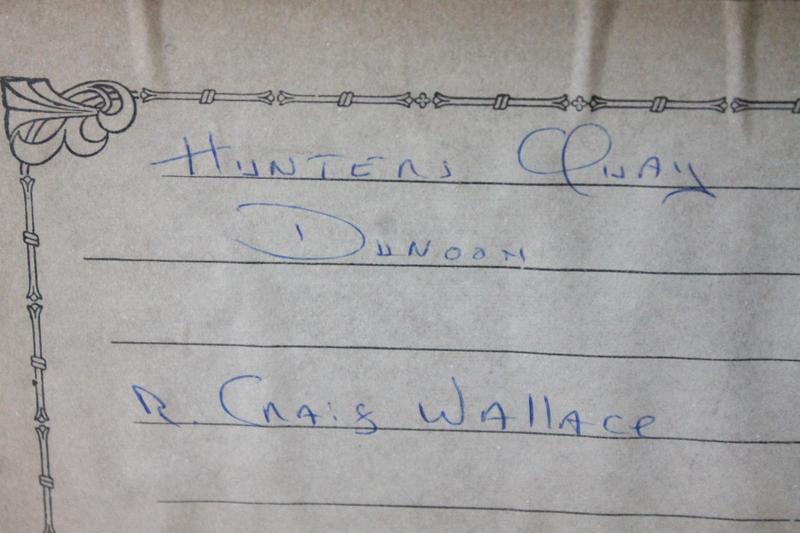 Hunters Quay
Dunoon
R. Craig Wallace